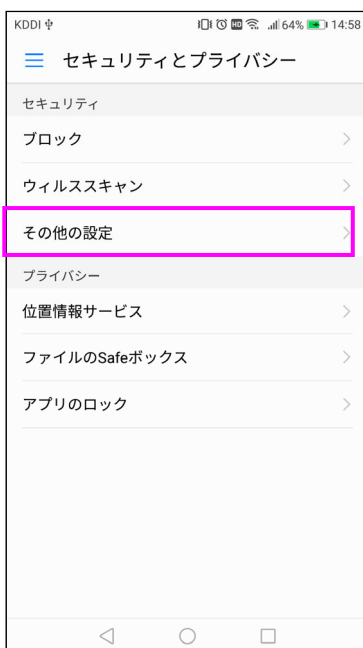 KDDI HD 64% 14:58
セキュリティとプライバシー
セキュリティ
ブロック
ウィルススキャン
その他の設定
プライバシー
位置情報サービス
ファイルのSafeボックス
アプリのロック